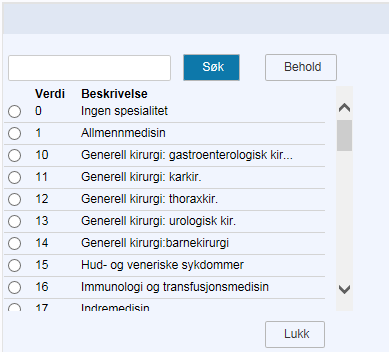 Søk Behold
Verdi Beskrivelse
0 Ingen spesialitet
1 Allmennmedisin
10 Generell kirurgi: gastroenterologisk kir...
11 Generell kirurgi: karkir.
12 Generell kirurgi: thoraxkir.
13 Generell kirurgi: urologisk kir.
14 Generell kirurgi:barnekirurgi
15 Hud- og veneriske sykdommer
16 Immunologi og transfusjonsmedisin
17 Indremedisin
Lukk